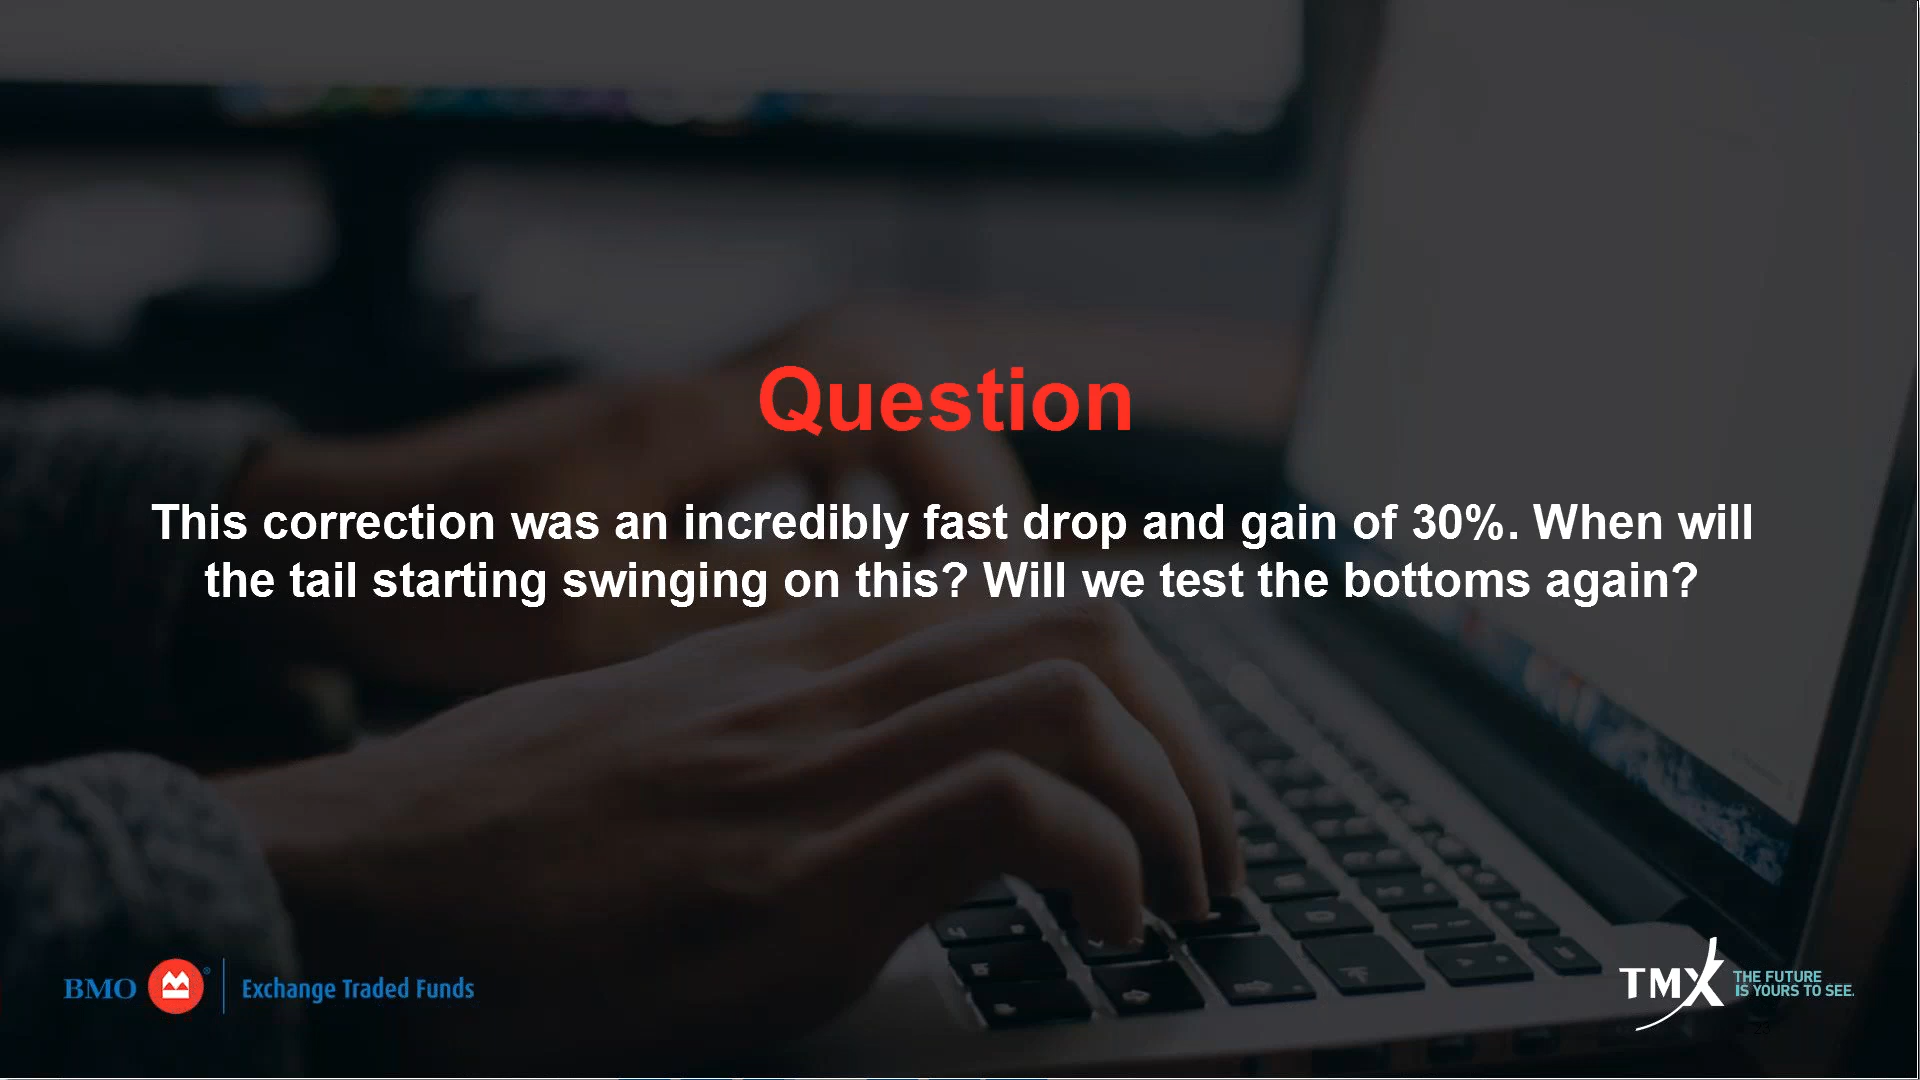 Question
This correction was an incredibly fast drop and gain of 30%. When will
the tail starting swinging on this? Will we test the bottoms again?
BMO ® Exchange Traded Funds
TMX THE FUTURE
IS YOURS TO SEE.